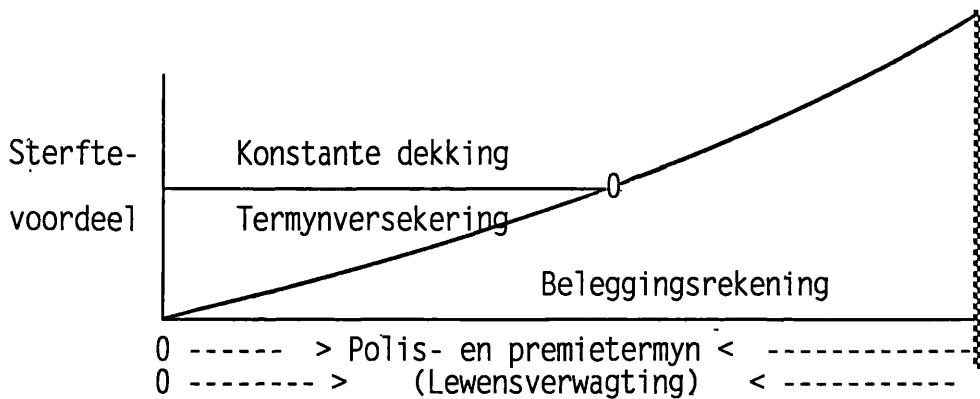 Sterfte-
Konstante dekking
0
voordeel
Termynversekering
Beleggingsrekening
0 ------ > Polis- en premietermyn < --------------
0 -------- > (Lewensverwagting) < -----------